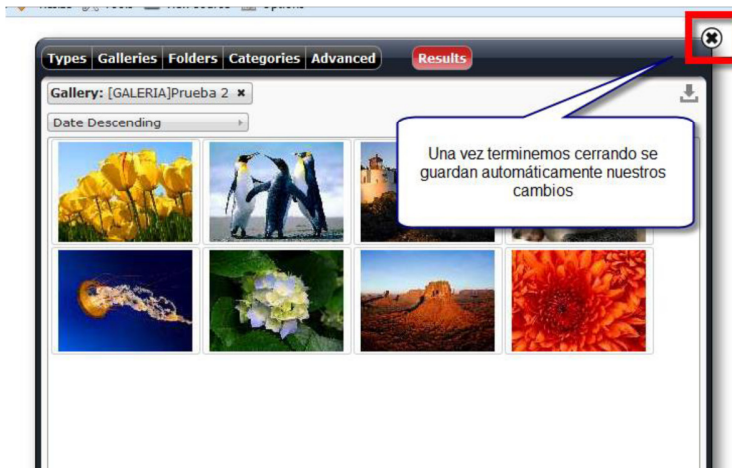 Types Galleries Folders Categories Advanced Results
Gallery: [GALERIA]Prueba 2 ✖
Date Descending
Una vez terminemos cerrando se
guardan automáticamente nuestros
cambios